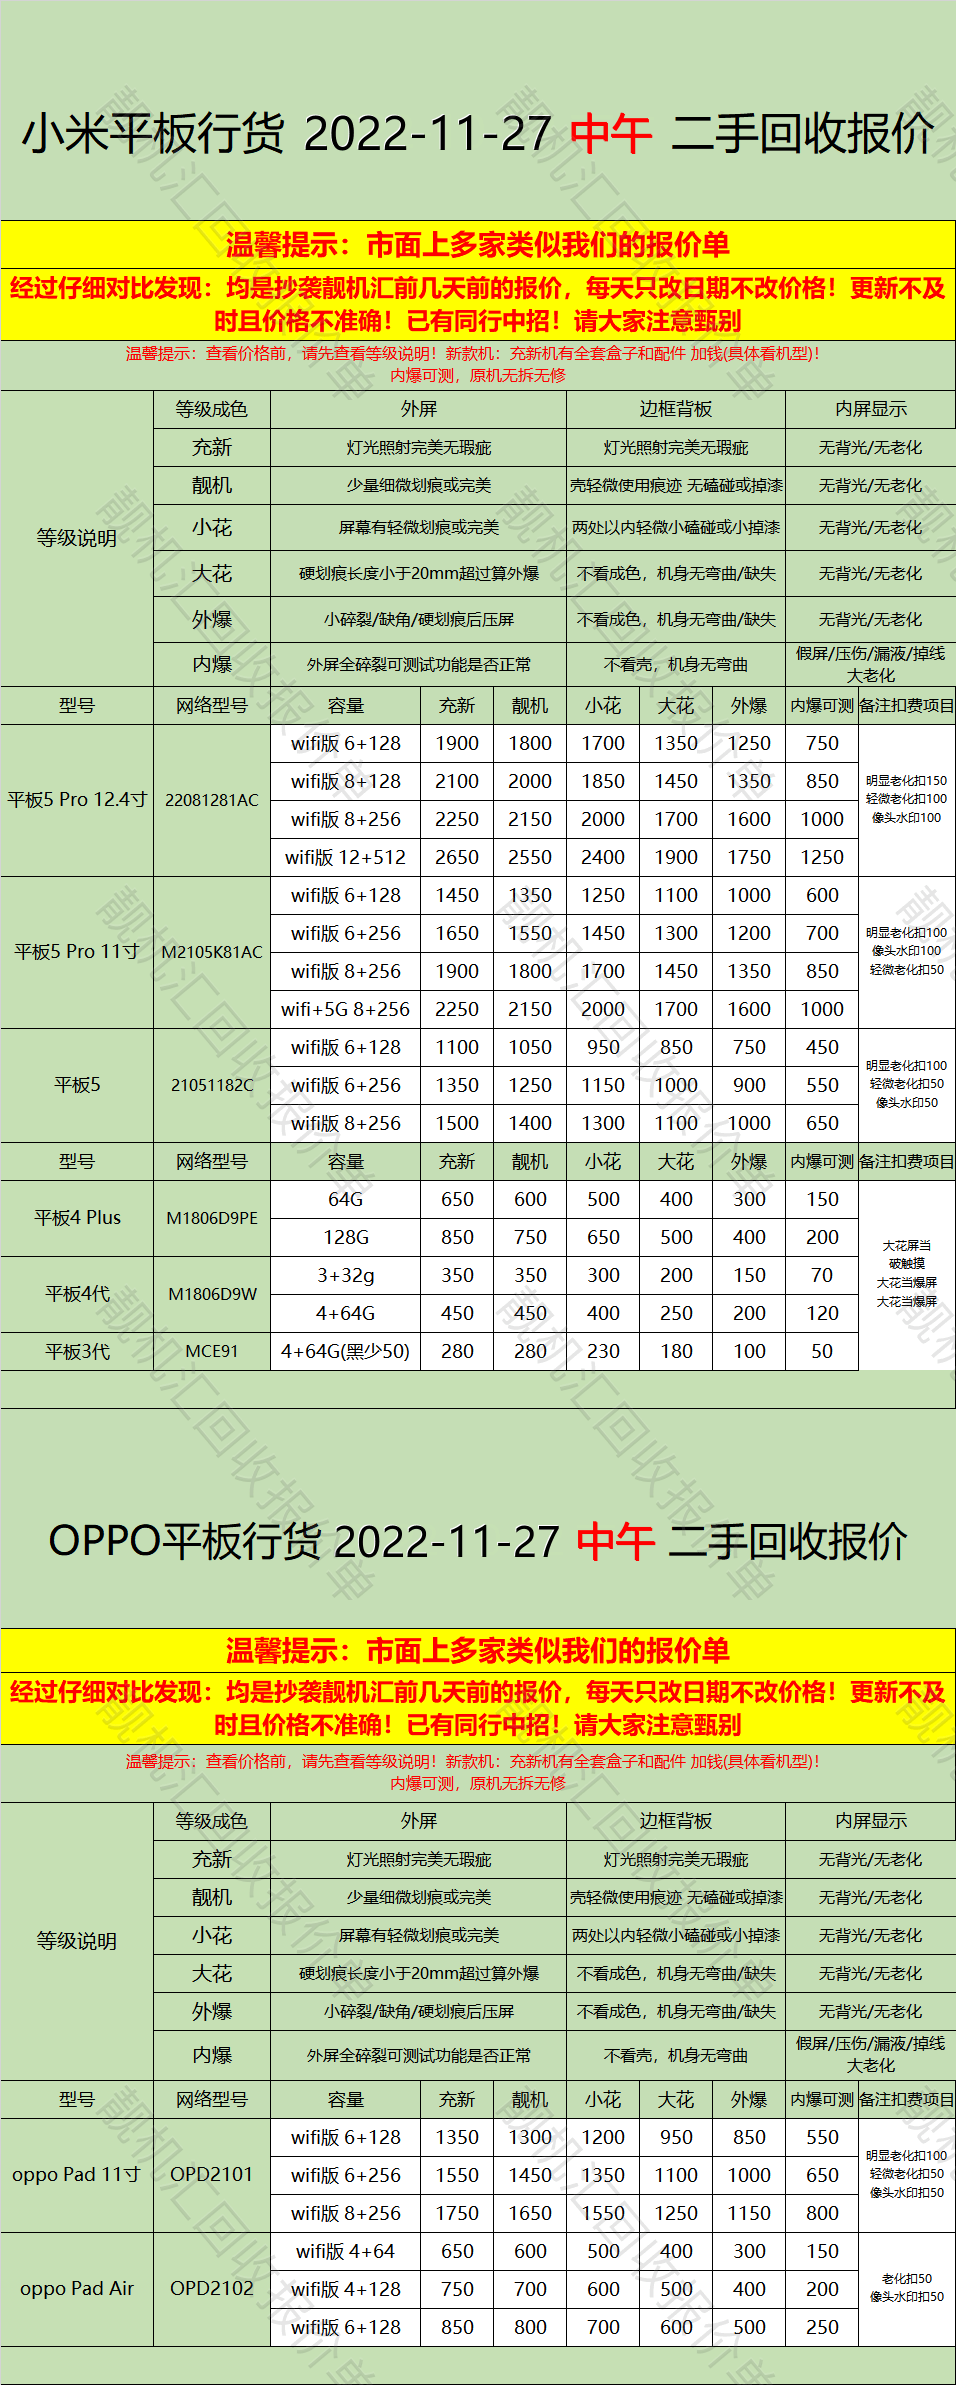 小米平板行货 2022-11-27 中午 二手回收报价
温馨提示：市面上多家类似我们的报价单
经过仔细对比发现：均是抄袭靓机汇前几天前的报价，每天只改日期不改价格！更新不及
时且价格不准确！已有同行中招！请大家注意甄别
温馨提示：查看价格前，请先查看等级说明！新款机：充新机有全套盒子和配件 加钱(具体看机型)！
内爆可测，原机无拆无修
等级说明
等级成色 外屏 边框背板 内屏显示
充新 灯光照射完美无瑕疵 灯光照射完美无瑕疵 无背光/无老化
靓机 少量细微划痕或完美 壳轻微使用痕迹 无磕碰或掉漆 无背光/无老化
小花 屏幕有轻微划痕或完美 两处以内轻微小磕碰或小掉漆 无背光/无老化
大花 硬划痕长度小于20mm超过算外爆 不看成色，机身无弯曲/缺失 无背光/无老化
外爆 小碎裂/缺角/硬划痕后压屏 不看成色，机身无弯曲/缺失 无背光/无老化
内爆 外屏全碎裂可测试功能是否正常 不看壳，机身无弯曲 假屏/压伤/漏液/掉线
大老化
型号 网络型号 容量 充新 靓机 小花 大花 外爆 内爆可测 备注扣费项目
平板5 Pro 12.4寸 22081281AC
wifi版 6+128 1900 1800 1700 1350 1250 750
wifi版 8+128 2100 2000 1850 1450 1350 850
wifi版 8+256 2250 2150 2000 1700 1600 1000
wifi版 12+512 2650 2550 2400 1900 1750 1250
明显老化扣150
轻微老化扣100
像头水印100
平板5 Pro 11寸 M2105K81AC
wifi版 6+128 1450 1350 1250 1100 1000 600
wifi版 6+256 1650 1550 1450 1300 1200 700
wifi版 8+256 1900 1800 1700 1450 1350 850
wifi+5G 8+256 2250 2150 2000 1700 1600 1000
明显老化扣100
像头水印100
轻微老化扣50
平板5 21051182C
wifi版 6+128 1100 1050 950 850 750 450
wifi版 6+256 1350 1250 1150 1000 900 550
wifi版 8+256 1500 1400 1300 1100 1000 650
明显老化扣100
轻微老化扣50
像头水印50
型号 网络型号 容量 充新 靓机 小花 大花 外爆 内爆可测 备注扣费项目
平板4 Plus M1806D9PE
64G 650 600 500 400 300 150
128G 850 750 650 500 400 200
平板4代 M1806D9W
3+32g 350 350 300 200 150 70
4+64G 450 450 400 250 200 120
平板3代 MCE91 4+64G(黑少50) 280 280 230 180 100 50
大花屏当
破触摸
大花当爆屏
大花当爆屏
OPPO平板行货 2022-11-27 中午 二手回收报价
温馨提示：市面上多家类似我们的报价单
经过仔细对比发现：均是抄袭靓机汇前几天前的报价，每天只改日期不改价格！更新不及
时且价格不准确！已有同行中招！请大家注意甄别
温馨提示：查看价格前，请先查看等级说明！新款机：充新机有全套盒子和配件 加钱(具体看机型)！
内爆可测，原机无拆无修
等级说明
等级成色 外屏 边框背板 内屏显示
充新 灯光照射完美无瑕疵 灯光照射完美无瑕疵 无背光/无老化
靓机 少量细微划痕或完美 壳轻微使用痕迹 无磕碰或掉漆 无背光/无老化
小花 屏幕有轻微划痕或完美 两处以内轻微小磕碰或小掉漆 无背光/无老化
大花 硬划痕长度小于20mm超过算外爆 不看成色，机身无弯曲/缺失 无背光/无老化
外爆 小碎裂/缺角/硬划痕后压屏 不看成色，机身无弯曲/缺失 无背光/无老化
内爆 外屏全碎裂可测试功能是否正常 不看壳，机身无弯曲 假屏/压伤/漏液/掉线
大老化
型号 网络型号 容量 充新 靓机 小花 大花 外爆 内爆可测 备注扣费项目
oppo Pad 11寸 OPD2101
wifi版 6+128 1350 1300 1200 950 850 550
wifi版 6+256 1550 1450 1350 1100 1000 650
wifi版 8+256 1750 1650 1550 1250 1150 800
明显老化扣100
轻微老化扣50
像头水印扣50
oppo Pad Air OPD2102
wifi版 4+64 650 600 500 400 300 150
wifi版 4+128 750 700 600 500 400 200
wifi版 6+128 850 800 700 600 500 250
老化扣50
像头水印扣50
靓机汇回收报价单